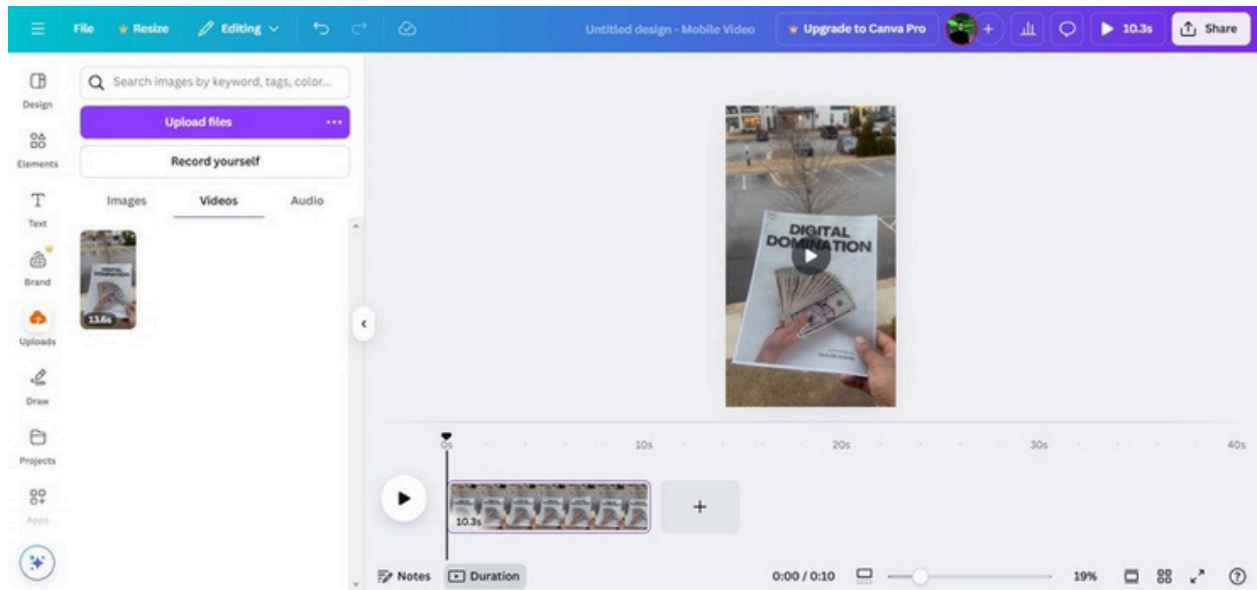 File
Resize
Editing
Untitled design - Mobile Video
Upgrade to Canva Pro
10.3s
Share
Design
Elements
Text
Brand
Uploads
Draw
Projects
Apps
Search images by keyword, tags, color...
Upload files
Record yourself
Images
Videos
Audio
13.6s
DIGITAL
DOMINATION
0s
10s
20s
30s
40s
10.3s
Notes
Duration
0:00 / 0:10
19%